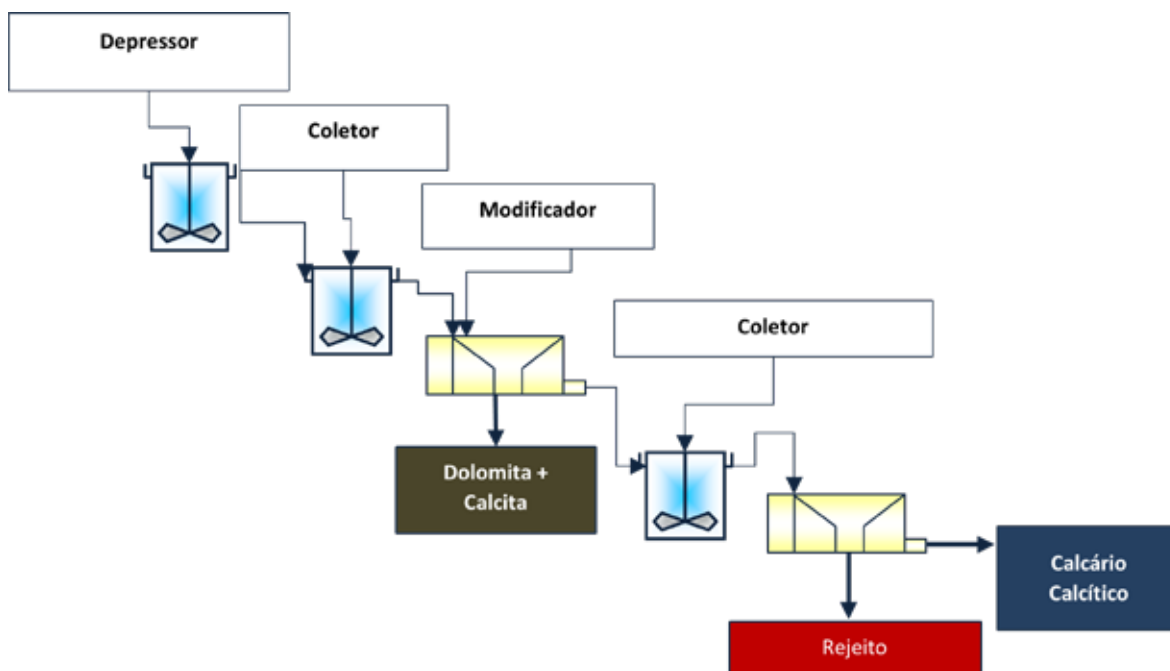 Depressor
Coletor
Modificador
Coletor
Dolomita +
Calcita
Calcário
Calcítico
Rejeito